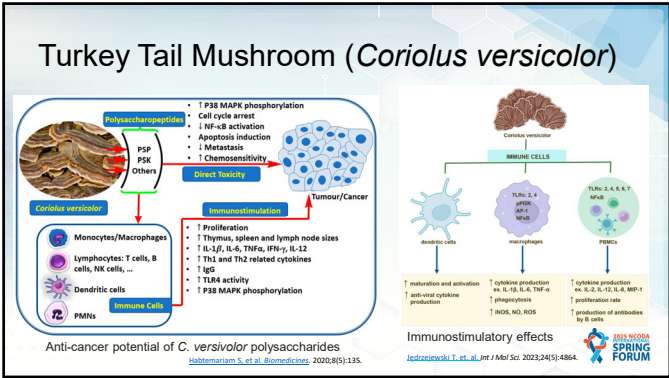 Turkey Tail Mushroom (Coriolus versicolor)
Polysaccharopeptides
PSP
PSK
Others
Coriolus versicolor
• ↑ P38 MAPK phosphorylation
• Cell cycle arrest
• ↓ NF-κB activation
• Apoptosis induction
• ↓ Metastasis
• ↑ Chemosensitivity
Direct Toxicity
Tumour/Cancer
Immunostimulation
• ↑ Proliferation
• ↑ Thymus, spleen and lymph node sizes
• ↑ IL-1β, IL-6, TNFα, IFNγ, IL-12
• ↑ Th1 and Th2 related cytokines
• ↑ IgG
• ↑ TLR4 activity
• ↑ P38 MAPK phosphorylation
Monocytes/Macrophages
Lymphocytes: T cells, B
cells, NK cells, ...
Dendritic cells
PMNs
Immune Cells
Anti-cancer potential of C. versivolor polysaccharides
Habtemariam S, et al. Biomedicines. 2020;8(5):135.
Coriolus versicolor
IMMUNE CELLS
dendritic cells
TLRs: 2, 4
pPI3K
AP-1
NFκB
macrophages
TLRs: 2, 4, 5, 6, 7
NFκB
PBMCs
↑ maturation and activation
↑ anti-viral cytokine
production
↑ cytokine production
ex. IL-1β, IL-6, TNF-α
↑ phagocytosis
↑ iNOS, NO, ROS
↑ cytokine production
ex. IL-2, IL-12, IL-6, MIP-1
↑ proliferation rate
↑ production of antibodies
by B cells
Immunostimulatory effects
Jędrzejewski T, et. al. Int J Mol Sci. 2023;24(5):4864.
2025 NCODA
INTERNATIONAL
SPRING
FORUM